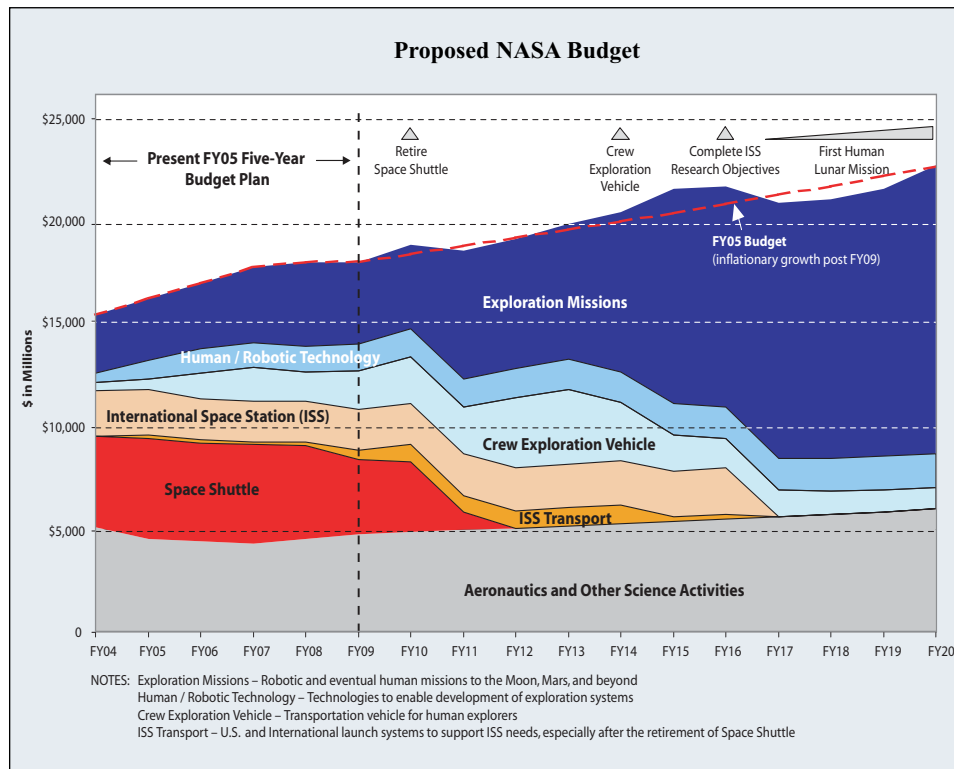 Proposed NASA Budget
$25,000
$20,000
$15,000
$10,000
$5,000
0
$ in Millions
Present FY05 Five-Year
Budget Plan
Retire
Space Shuttle
Crew
Exploration
Vehicle
Complete ISS
Research Objectives
First Human
Lunar Mission
FY05 Budget
(inflationary growth post FY09)
Exploration Missions
Human / Robotic Technology
International Space Station (ISS)
Crew Exploration Vehicle
Space Shuttle
ISS Transport
Aeronautics and Other Science Activities
FY04 FY05 FY06 FY07 FY08 FY09 FY10 FY11 FY12 FY13 FY14 FY15 FY16 FY17 FY18 FY19 FY20
NOTES: Exploration Missions – Robotic and eventual human missions to the Moon, Mars, and beyond
Human / Robotic Technology – Technologies to enable development of exploration systems
Crew Exploration Vehicle – Transportation vehicle for human explorers
ISS Transport – U.S. and International launch systems to support ISS needs, especially after the retirement of Space Shuttle